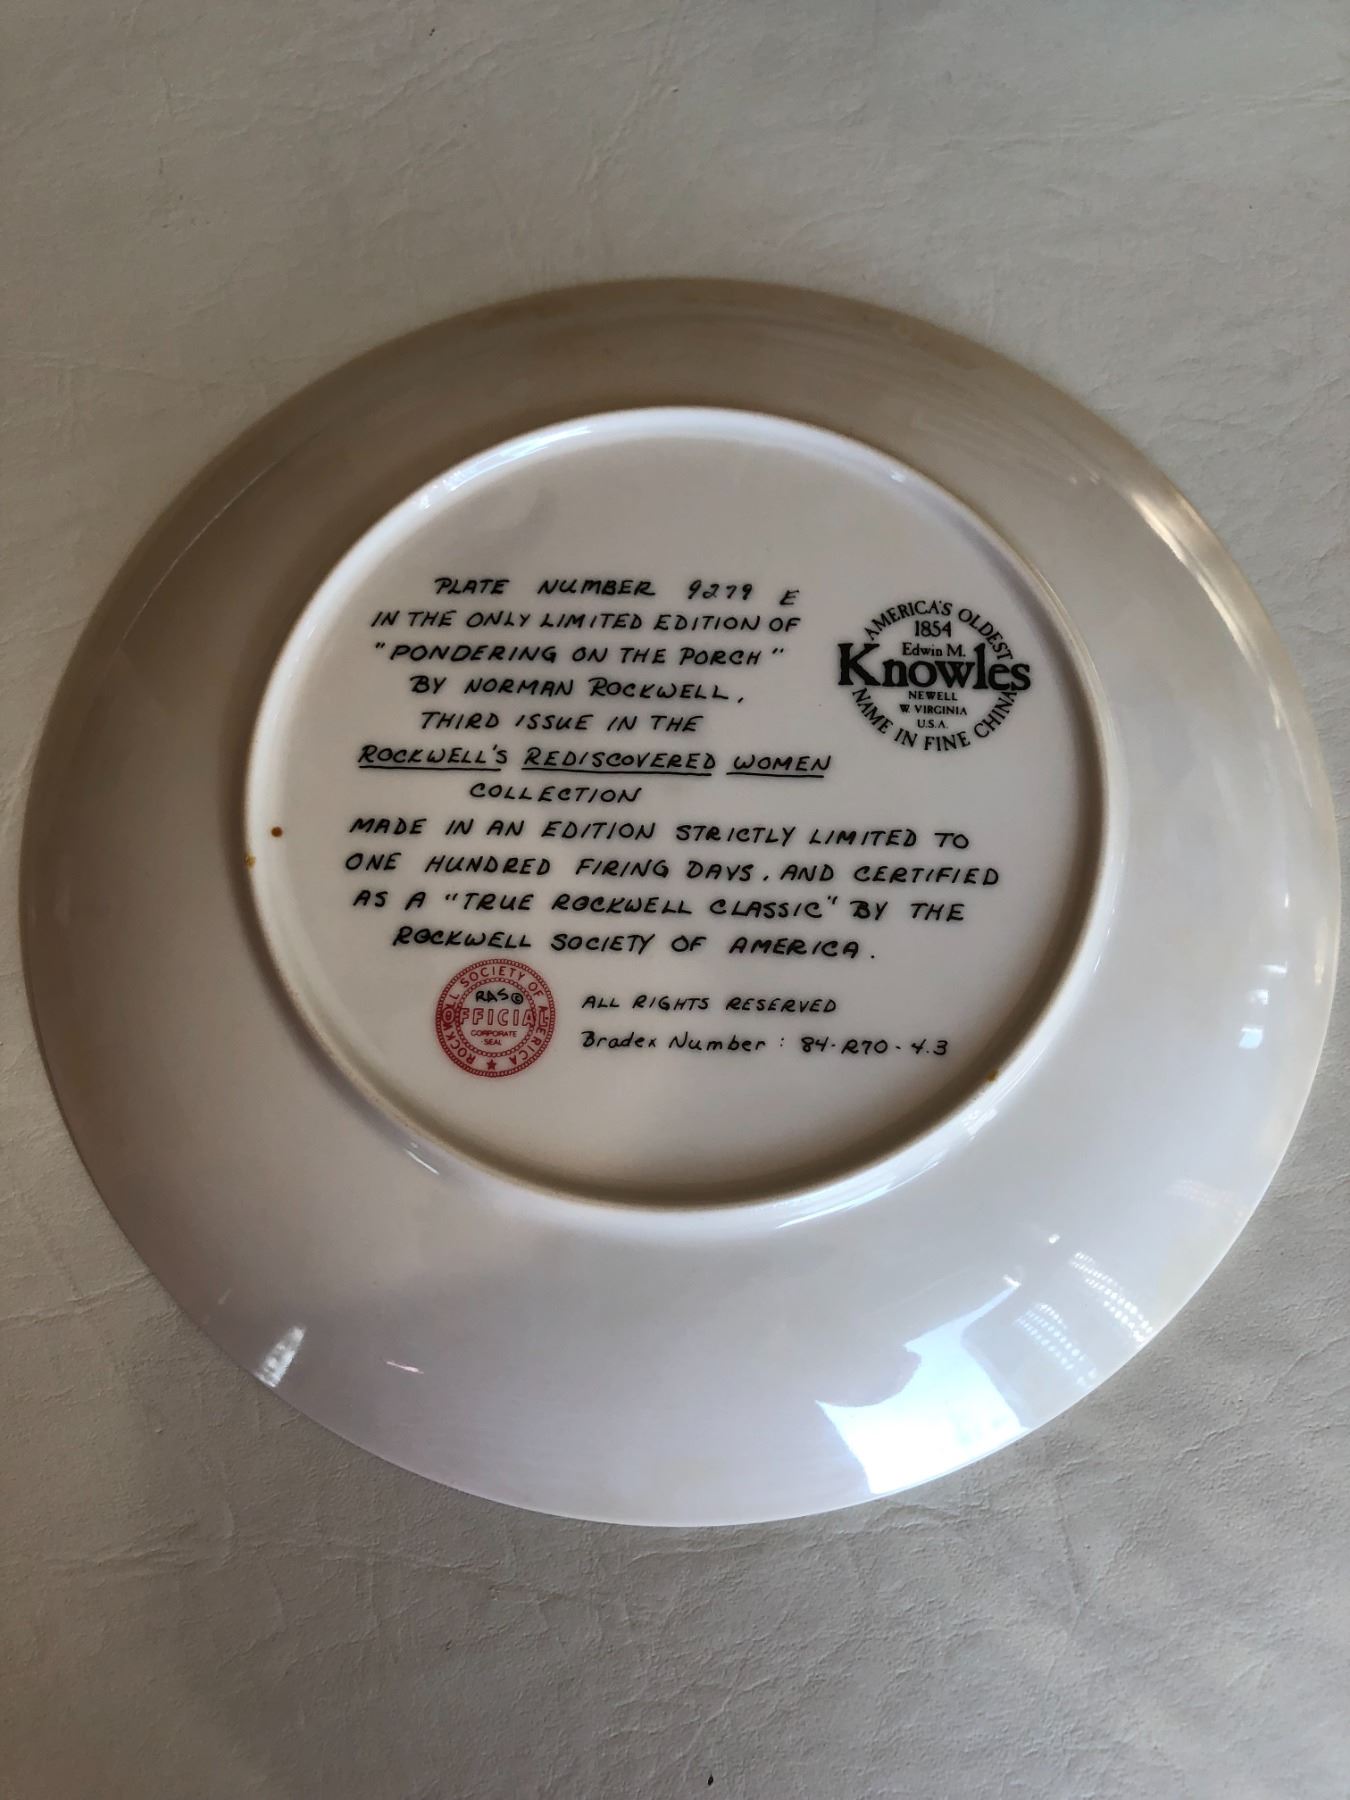 PLATE NUMBER 9279 E
IN THE ONLY LIMITED EDITION OF
"PONDERING ON THE PORCH"
BY NORMAN ROCKWELL,
THIRD ISSUE IN THE
ROCKWELL'S REDISCOVERED WOMEN
COLLECTION
MADE IN AN EDITION STRICTLY LIMITED TO
ONE HUNDRED FIRING DAYS, AND CERTIFIED
AS A "TRUE ROCKWELL CLASSIC" BY THE
ROCKWELL SOCIETY OF AMERICA.
AMERICA'S OLDEST
1854
Edwin M.
Knowles
NEWELL
W. VIRGINIA
U.S.A.
NAME IN FINE CHINA
ROCKWELL SOCIETY OF AMERICA
RAS©
OFFICIAL
CORPORATE
SEAL
ALL RIGHTS RESERVED
Bradex Number: 84-R70-4.3